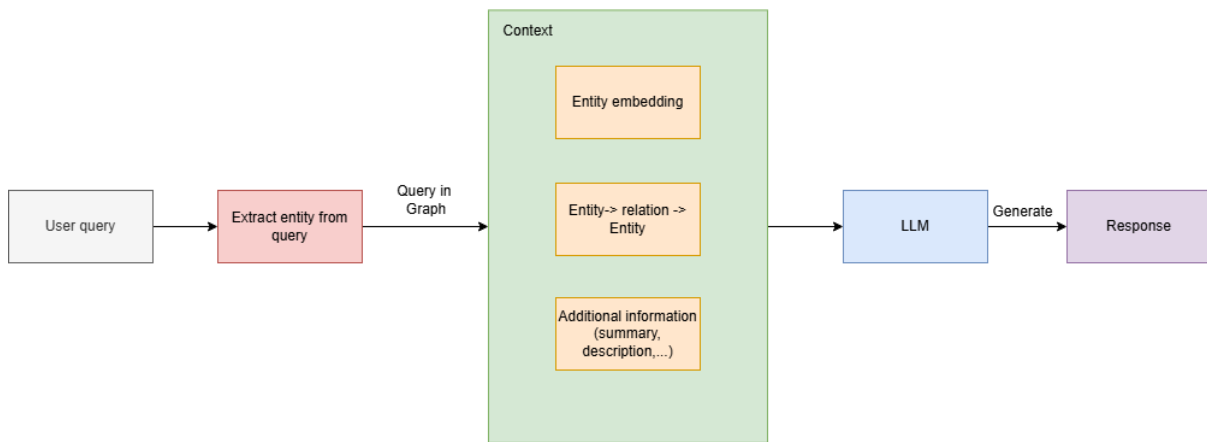 Context
Entity embedding
User query
Extract entity from
query
Query in
Graph
Entity-> relation ->
Entity
LLM
Generate
Response
Additional information
(summary,
description,...)